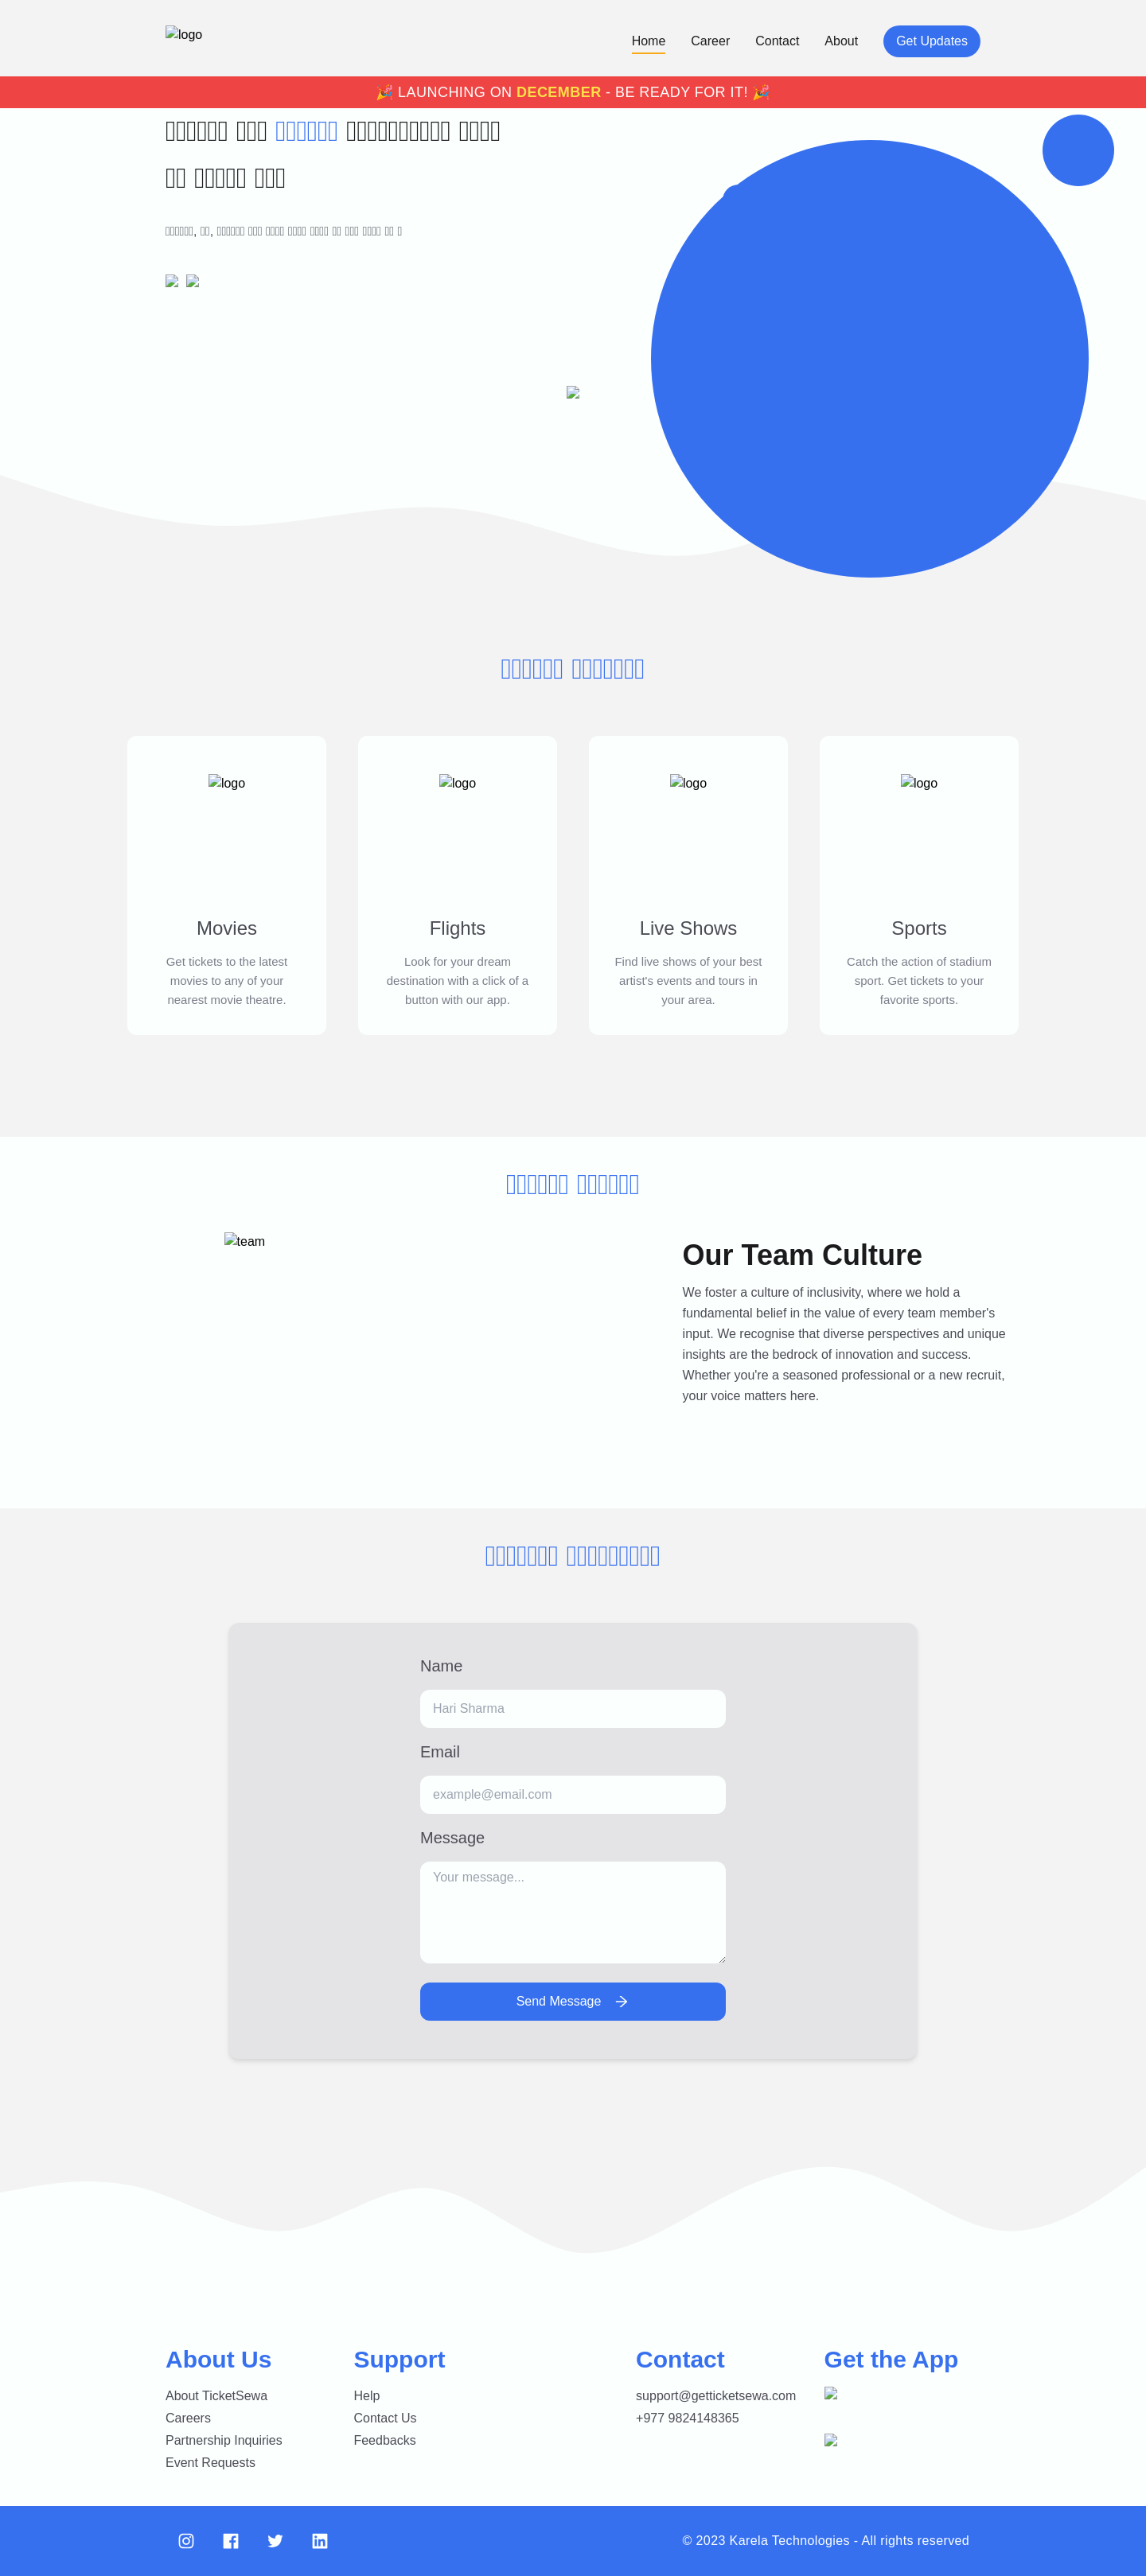 logo
Home
Career
Contact
About
Get Updates
🎉 LAUNCHING ON DECEMBER - BE READY FOR IT! 🎉
logo
logo
logo
logo
Movies
Get tickets to the latest
movies to any of your
nearest movie theatre.
Flights
Look for your dream
destination with a click of a
button with our app.
Live Shows
Find live shows of your best
artist's events and tours in
your area.
Sports
Catch the action of stadium
sport. Get tickets to your
favorite sports.
team
Our Team Culture
We foster a culture of inclusivity, where we hold a
fundamental belief in the value of every team member's
input. We recognise that diverse perspectives and unique
insights are the bedrock of innovation and success.
Whether you're a seasoned professional or a new recruit,
your voice matters here.
Name
Hari Sharma
Email
example@email.com
Message
Your message...
Send Message
About Us
About TicketSewa
Careers
Partnership Inquiries
Event Requests
Support
Help
Contact Us
Feedbacks
Contact
support@getticketsewa.com
+977 9824148365
Get the App
© 2023 Karela Technologies - All rights reserved